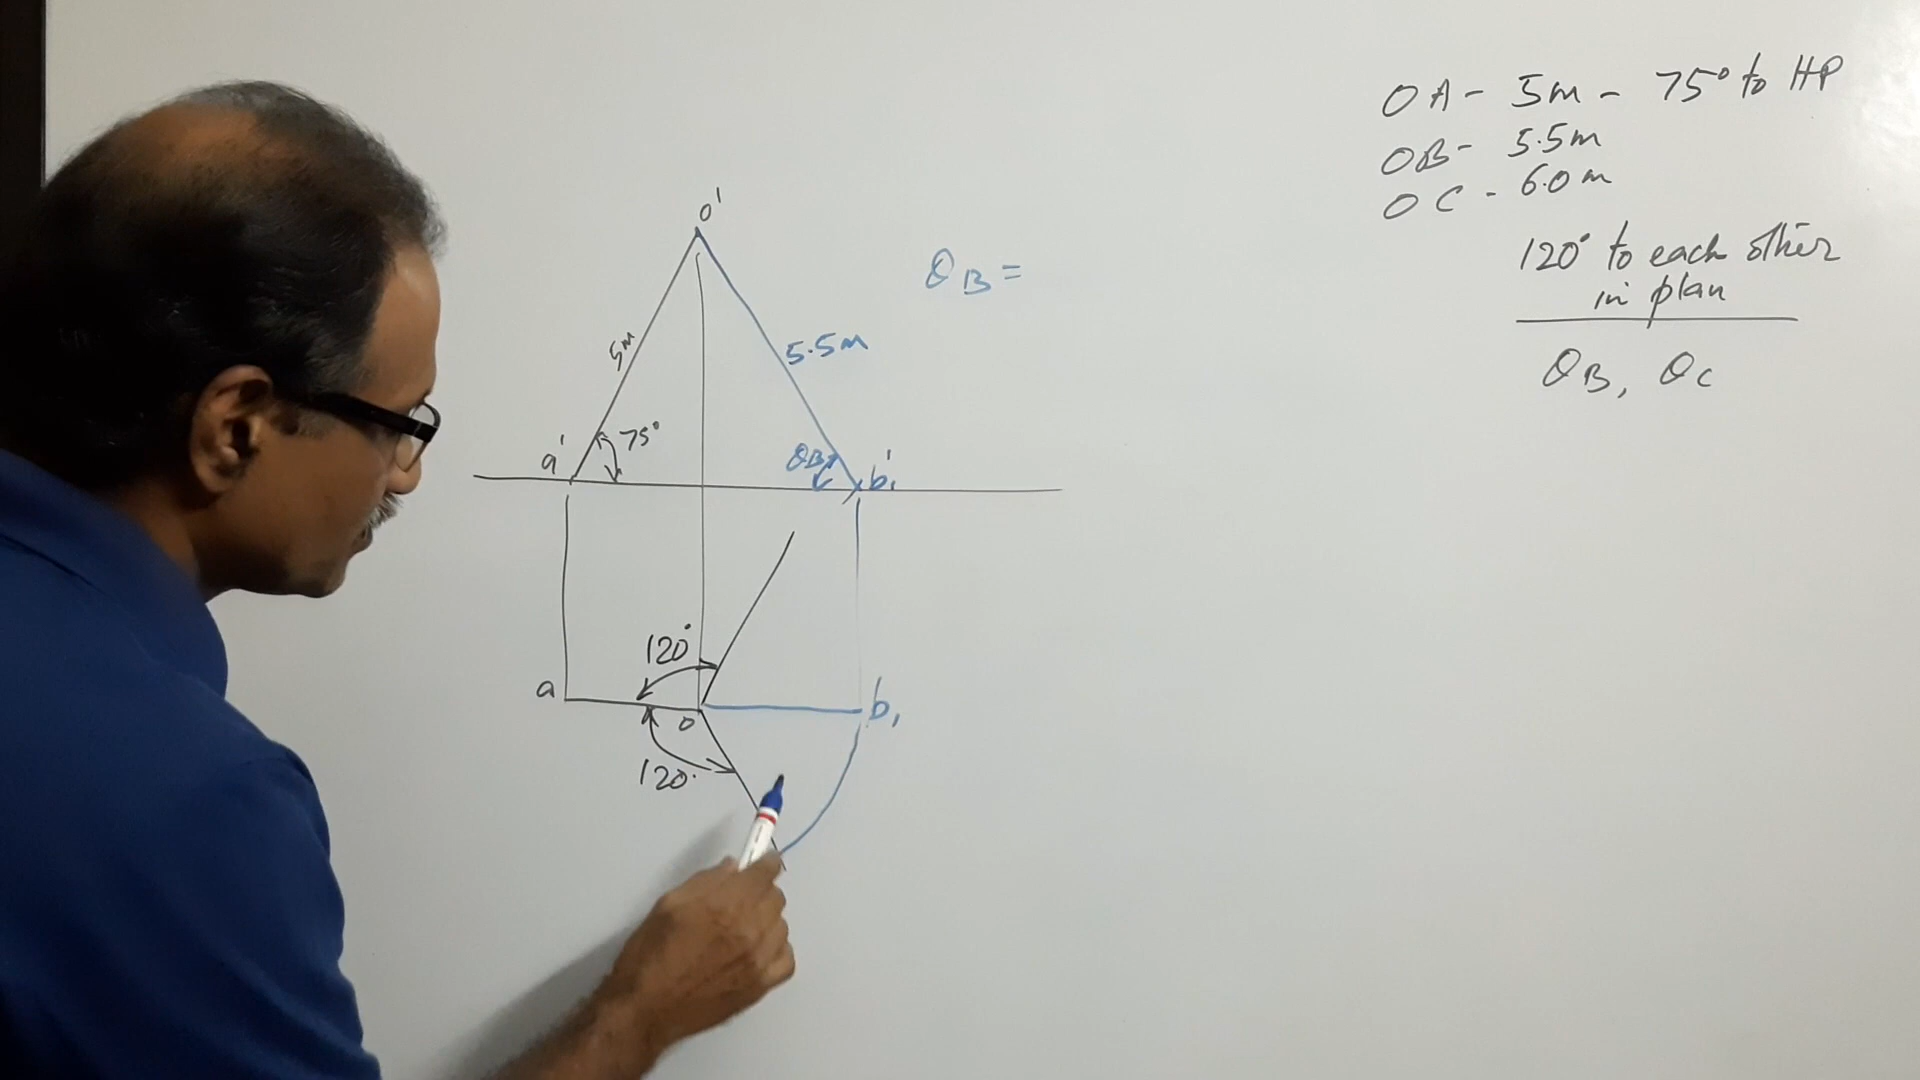 OA - 5m - 75° to HP
OB - 5.5m
OC - 6.0m
120° to each other
in plan
θB, θC
o'
θB =
5m
5.5m
a'
75°
θB
b₁'
120°
a
o
b₁
120°